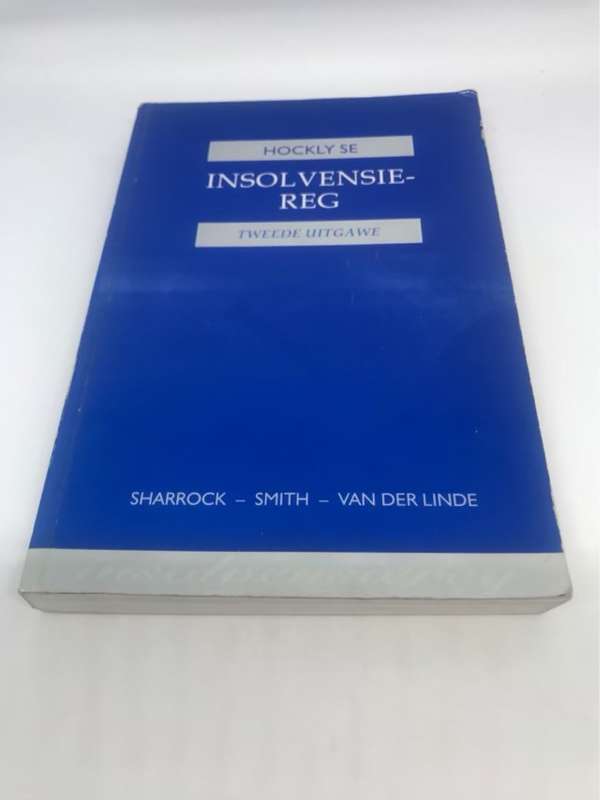 HOCKLY SE
INSOLVENSIE-
REG
TWEEDE UITGAWE
SHARROCK – SMITH – VAN DER LINDE